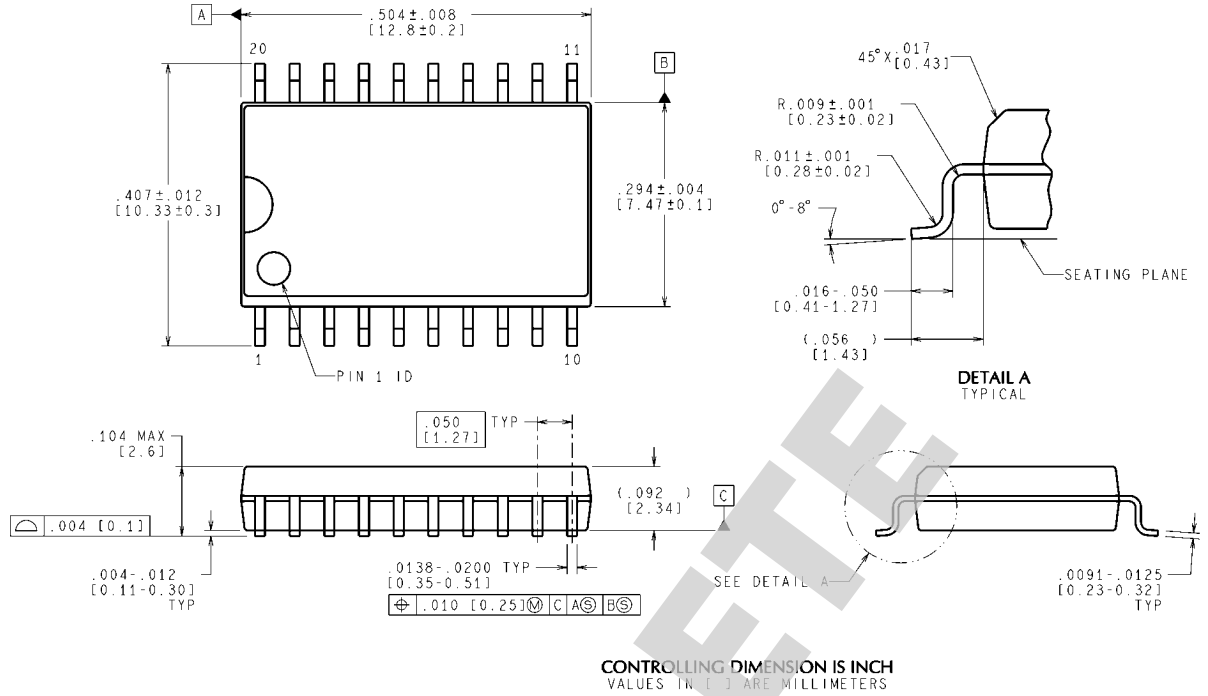 A
.504±.008
[12.8±0.2]
20
11
B
.407±.012
[10.33±0.3]
.294±.004
[7.47±0.1]
1
10
PIN 1 ID
45°X .017
[0.43]
R.009±.001
[0.23±0.02]
R.011±.001
[0.28±0.02]
0°-8°
SEATING PLANE
.016-.050
[0.41-1.27]
(.056 )
[1.43]
DETAIL A
TYPICAL
.104 MAX
[2.6]
.050
[1.27]
TYP
(.092 )
[2.34]
C
.004 [0.1]
.004-.012
[0.11-0.30]
TYP
.0138-.0200 TYP
[0.35-0.51]
⌖ .010 [0.25]Ⓜ C AⓈ BⓈ
SEE DETAIL A
.0091-.0125
[0.23-0.32]
TYP
CONTROLLING DIMENSION IS INCH
VALUES IN [ ] ARE MILLIMETERS
ETE